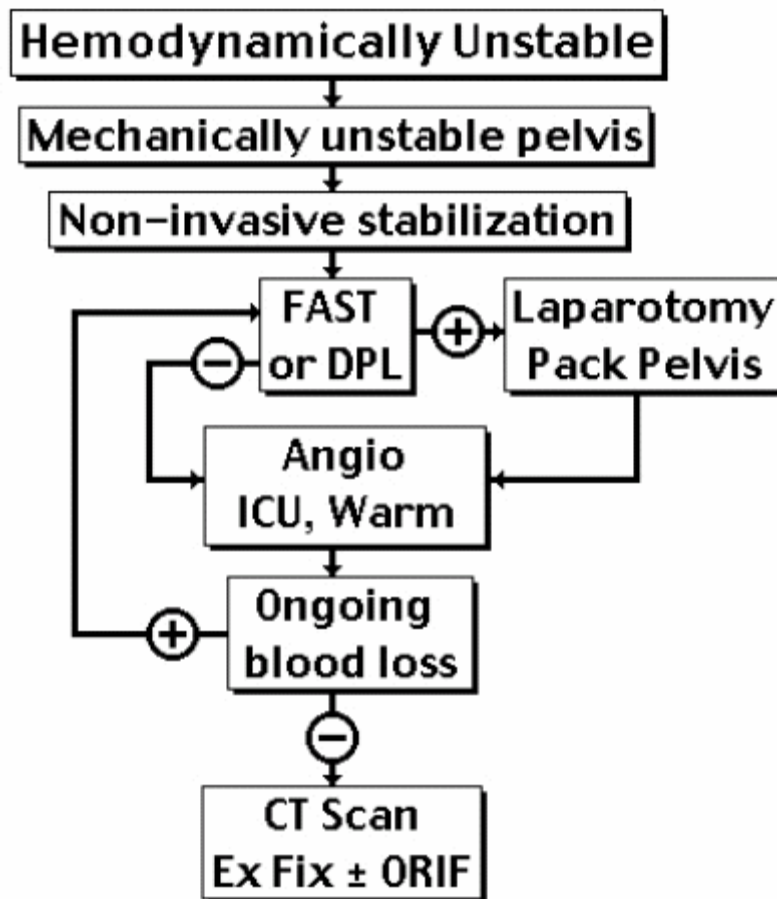 Hemodynamically Unstable
Mechanically unstable pelvis
Non-invasive stabilization
FAST
or DPL
+
Laparotomy
Pack Pelvis
−
Angio
ICU, Warm
Ongoing
blood loss
+
−
CT Scan
Ex Fix ± ORIF